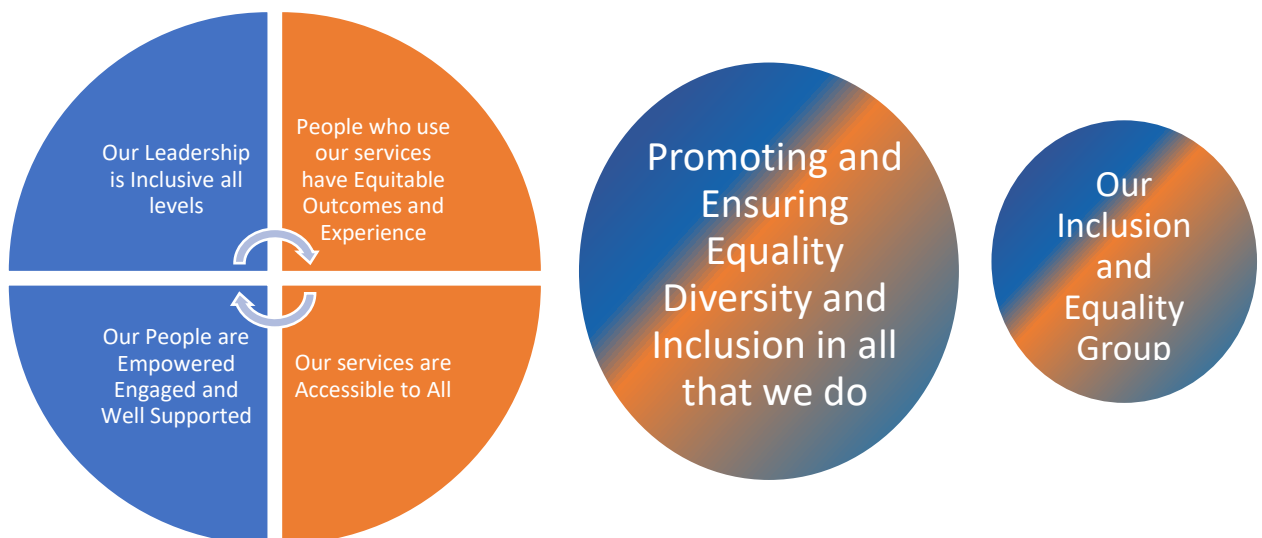 Our Leadership
is Inclusive all
levels
People who use
our services
have Equitable
Outcomes and
Experience
Our People are
Empowered
Engaged and
Well Supported
Our services are
Accessible to All
Promoting and
Ensuring
Equality
Diversity and
Inclusion in all
that we do
Our
Inclusion
and
Equality
Group